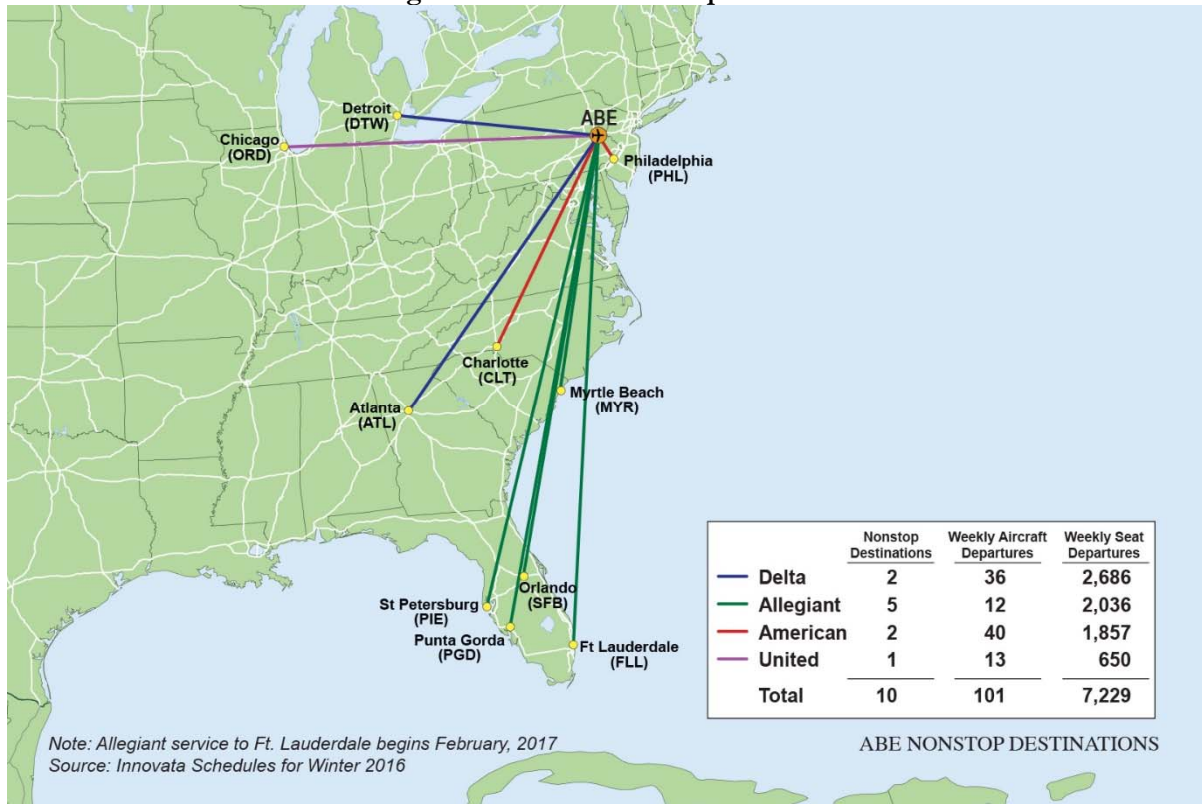 Detroit
(DTW)
ABE
Chicago
(ORD)
Philadelphia
(PHL)
Charlotte
(CLT)
Myrtle Beach
(MYR)
Atlanta
(ATL)
Orlando
(SFB)
St Petersburg
(PIE)
Punta Gorda
(PGD)
Ft Lauderdale
(FLL)
Nonstop Destinations Weekly Aircraft Departures Weekly Seat Departures
Delta 2 36 2,686
Allegiant 5 12 2,036
American 2 40 1,857
United 1 13 650
Total 10 101 7,229
Note: Allegiant service to Ft. Lauderdale begins February, 2017
Source: Innovata Schedules for Winter 2016
ABE NONSTOP DESTINATIONS